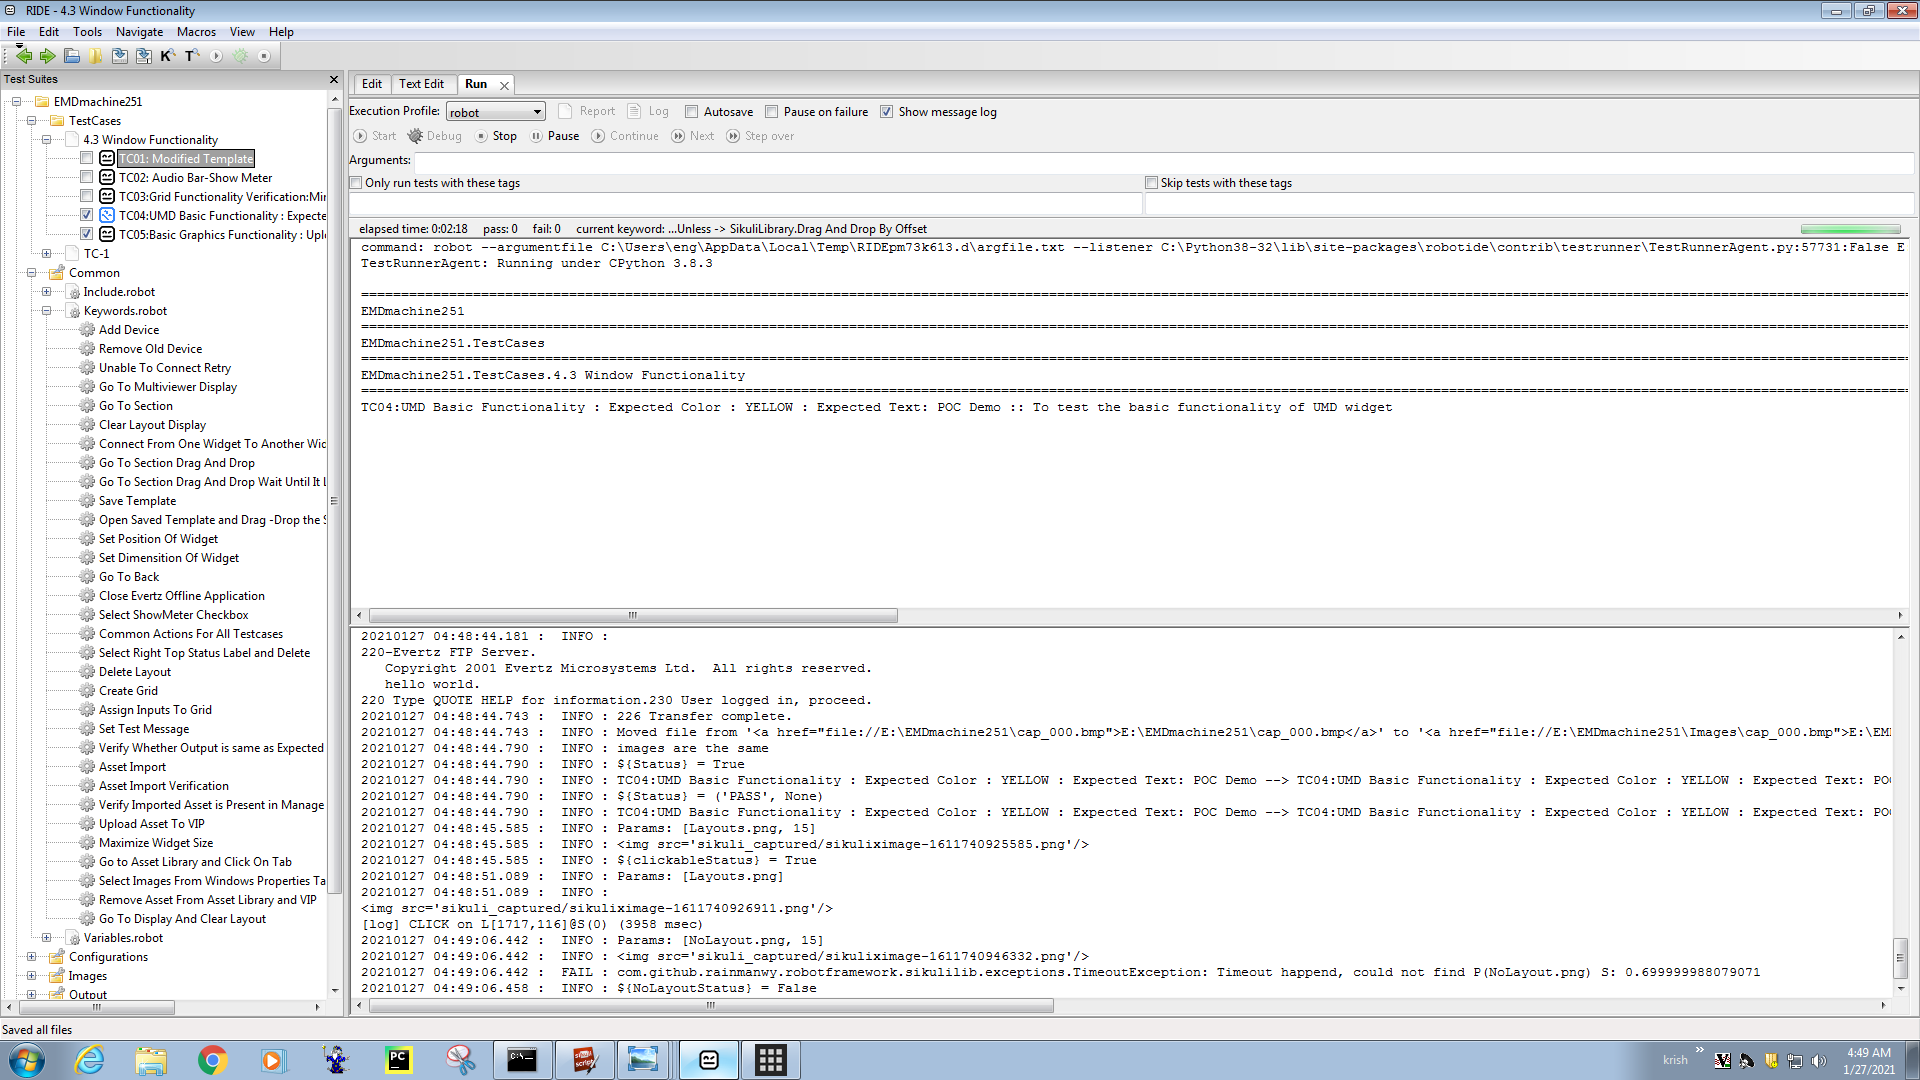 RIDE - 4.3 Window Functionality
File Edit Tools Navigate Macros View Help
Test Suites
EMDmachine251
TestCases
4.3 Window Functionality
TC01: Modified Template
TC02: Audio Bar-Show Meter
TC03:Grid Functionality Verification:Mir
TC04:UMD Basic Functionality : Expecte
TC05:Basic Graphics Functionality : Uplo
TC-1
Common
Include.robot
Keywords.robot
Add Device
Remove Old Device
Unable To Connect Retry
Go To Multiviewer Display
Go To Section
Clear Layout Display
Connect From One Widget To Another Wid
Go To Section Drag And Drop
Go To Section Drag And Drop Wait Until It L
Save Template
Open Saved Template and Drag -Drop the S
Set Position Of Widget
Set Dimensition Of Widget
Go To Back
Close Evertz Offline Application
Select ShowMeter Checkbox
Common Actions For All Testcases
Select Right Top Status Label and Delete
Delete Layout
Create Grid
Assign Inputs To Grid
Set Test Message
Verify Whether Output is same as Expected
Asset Import
Asset Import Verification
Verify Imported Asset is Present in Manage
Upload Asset To VIP
Maximize Widget Size
Go to Asset Library and Click On Tab
Select Images From Windows Properties Ta
Remove Asset From Asset Library and VIP
Go To Display And Clear Layout
Variables.robot
Configurations
Images
Output
Edit Text Edit Run
Execution Profile: robot Report Log Autosave Pause on failure Show message log
Start Debug Stop Pause Continue Next Step over
Arguments:
Only run tests with these tags Skip tests with these tags
elapsed time: 0:02:18 pass: 0 fail: 0 current keyword: ...Unless -> SikuliLibrary.Drag And Drop By Offset
command: robot --argumentfile C:\Users\eng\AppData\Local\Temp\RIDEpm73k613.d\argfile.txt --listener C:\Python38-32\lib\site-packages\robotide\contrib\testrunner\TestRunnerAgent.py:57731:False E
TestRunnerAgent: Running under CPython 3.8.3
EMDmachine251
EMDmachine251.TestCases
EMDmachine251.TestCases.4.3 Window Functionality
TC04:UMD Basic Functionality : Expected Color : YELLOW : Expected Text: POC Demo :: To test the basic functionality of UMD widget
20210127 04:48:44.181 : INFO :
220-Evertz FTP Server.
Copyright 2001 Evertz Microsystems Ltd. All rights reserved.
hello world.
220 Type QUOTE HELP for information.230 User logged in, proceed.
20210127 04:48:44.743 : INFO : 226 Transfer complete.
20210127 04:48:44.743 : INFO : Moved file from '<a href="file://E:\EMDmachine251\cap_000.bmp">E:\EMDmachine251\cap_000.bmp</a>' to '<a href="file://E:\EMDmachine251\Images\cap_000.bmp">E:\EMI
20210127 04:48:44.790 : INFO : images are the same
20210127 04:48:44.790 : INFO : ${Status} = True
20210127 04:48:44.790 : INFO : TC04:UMD Basic Functionality : Expected Color : YELLOW : Expected Text: POC Demo --> TC04:UMD Basic Functionality : Expected Color : YELLOW : Expected Text: POC
20210127 04:48:44.790 : INFO : ${Status} = ('PASS', None)
20210127 04:48:44.790 : INFO : TC04:UMD Basic Functionality : Expected Color : YELLOW : Expected Text: POC Demo --> TC04:UMD Basic Functionality : Expected Color : YELLOW : Expected Text: POC
20210127 04:48:45.585 : INFO : Params: [Layouts.png, 15]
20210127 04:48:45.585 : INFO : <img src='sikuli_captured/sikuliximage-1611740925585.png'/>
20210127 04:48:45.585 : INFO : ${clickableStatus} = True
20210127 04:48:51.089 : INFO : Params: [Layouts.png]
20210127 04:48:51.089 : INFO :
<img src='sikuli_captured/sikuliximage-1611740926911.png'/>
[log] CLICK on L[1717,116]@S(0) (3958 msec)
20210127 04:49:06.442 : INFO : Params: [NoLayout.png, 15]
20210127 04:49:06.442 : INFO : <img src='sikuli_captured/sikuliximage-1611740946332.png'/>
20210127 04:49:06.442 : FAIL : com.github.rainmanwy.robotframework.sikulilib.exceptions.TimeoutException: Timeout happend, could not find P(NoLayout.png) S: 0.699999988079071
20210127 04:49:06.458 : INFO : ${NoLayoutStatus} = False
Saved all files
krish
4:49 AM
1/27/2021